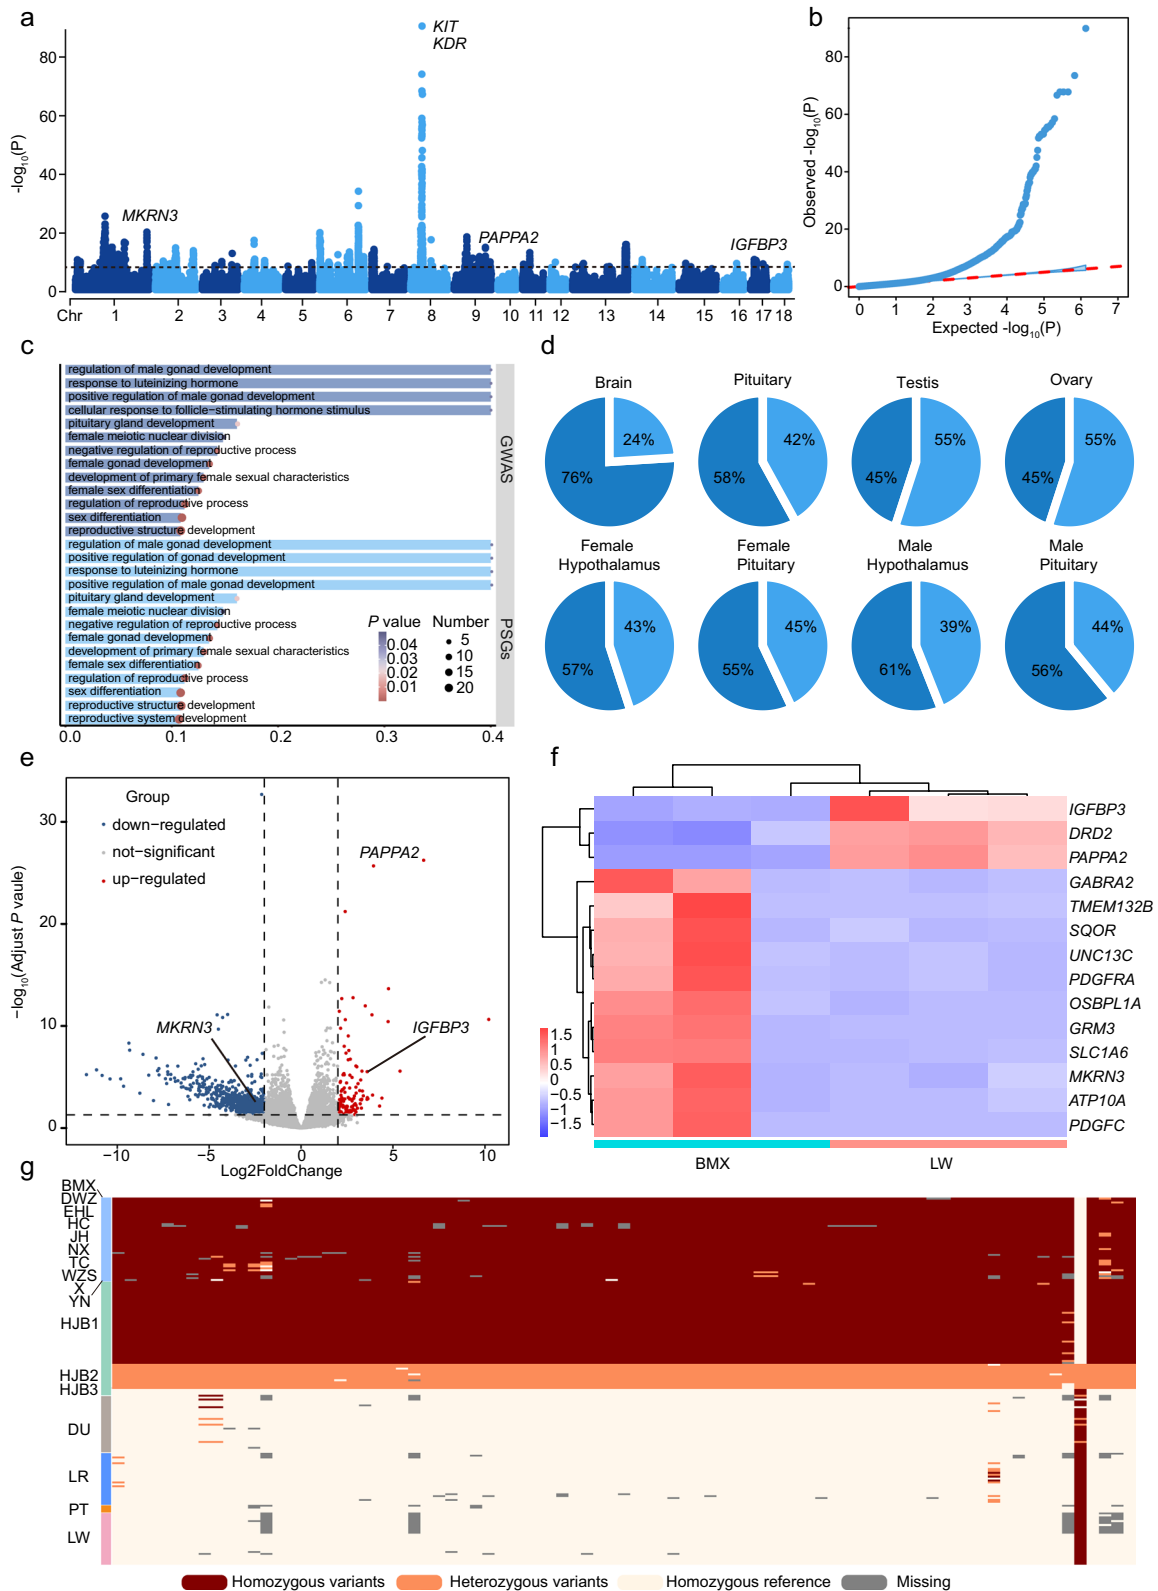 a
KIT
KDR
MKRN3
PAPPA2
IGFBP3
-log10(P)
80
60
40
20
0
Chr 1 2 3 4 5 6 7 8 9 10 11 12 13 14 15 16 17 18
b
Observed -log10(P)
80
60
40
20
0
0 1 2 3 4 5 6 7
Expected -log10(P)
c
regulation of male gonad development
response to luteinizing hormone
positive regulation of male gonad development
cellular response to follicle−stimulating hormone stimulus
pituitary gland development
female meiotic nuclear division
negative regulation of reproductive process
female gonad development
development of primary female sexual characteristics
female sex differentiation
regulation of reproductive process
sex differentiation
reproductive structure development
regulation of male gonad development
positive regulation of gonad development
response to luteinizing hormone
positive regulation of male gonad development
pituitary gland development
female meiotic nuclear division
negative regulation of reproductive process
female gonad development
development of primary female sexual characteristics
female sex differentiation
regulation of reproductive process
sex differentiation
reproductive structure development
reproductive system development
GWAS
PSGs
P value
0.04
0.03
0.02
0.01
Number
5
10
15
20
0.0 0.1 0.2 0.3 0.4
d
Brain
24%
76%
Pituitary
42%
58%
Testis
55%
45%
Ovary
55%
45%
Female
Hypothalamus
43%
57%
Female
Pituitary
45%
55%
Male
Hypothalamus
39%
61%
Male
Pituitary
44%
56%
e
Group
down−regulated
not−significant
up−regulated
PAPPA2
MKRN3
IGFBP3
−log10(Adjust P vaule)
30
20
10
0
−10 −5 0 5 10
Log2FoldChange
f
IGFBP3
DRD2
PAPPA2
GABRA2
TMEM132B
SQOR
UNC13C
PDGFRA
OSBPL1A
GRM3
SLC1A6
MKRN3
ATP10A
PDGFC
1.5
1
0.5
0
−0.5
−1
−1.5
BMX LW
g
BMX
DWZ
EHL
HC
JH
NX
TC
WZS
X
YN
HJB1
HJB2
HJB3
DU
LR
PT
LW
Homozygous variants Heterozygous variants Homozygous reference Missing